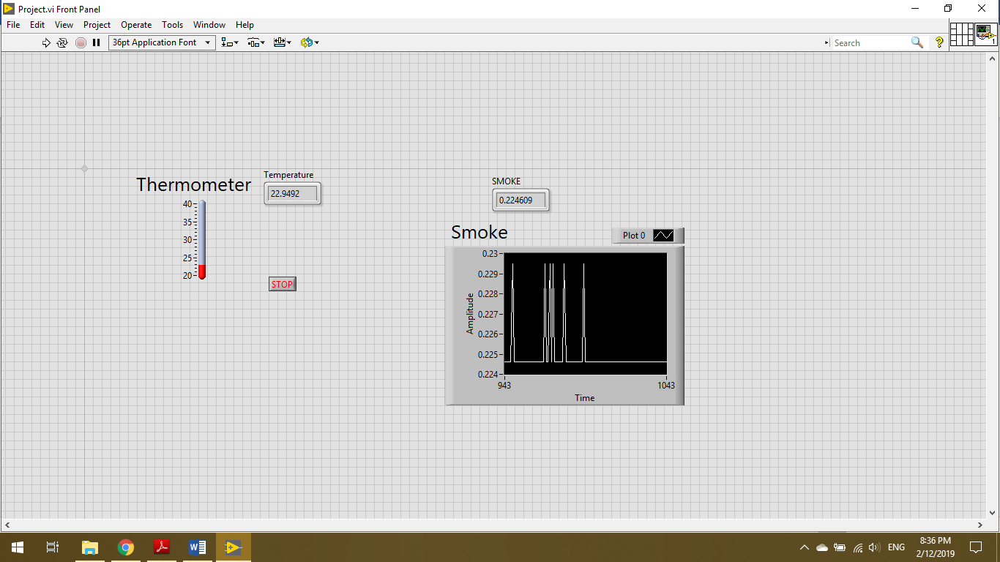 Project.vi Front Panel
File Edit View Project Operate Tools Window Help
36pt Application Font
Search
1
Thermometer
Temperature
22.9492
40
35
30
25
20
STOP
SMOKE
0.224609
Smoke
Plot 0
Amplitude
0.23
0.229
0.228
0.227
0.226
0.225
0.224
943
1043
Time
ENG
8:36 PM
2/12/2019